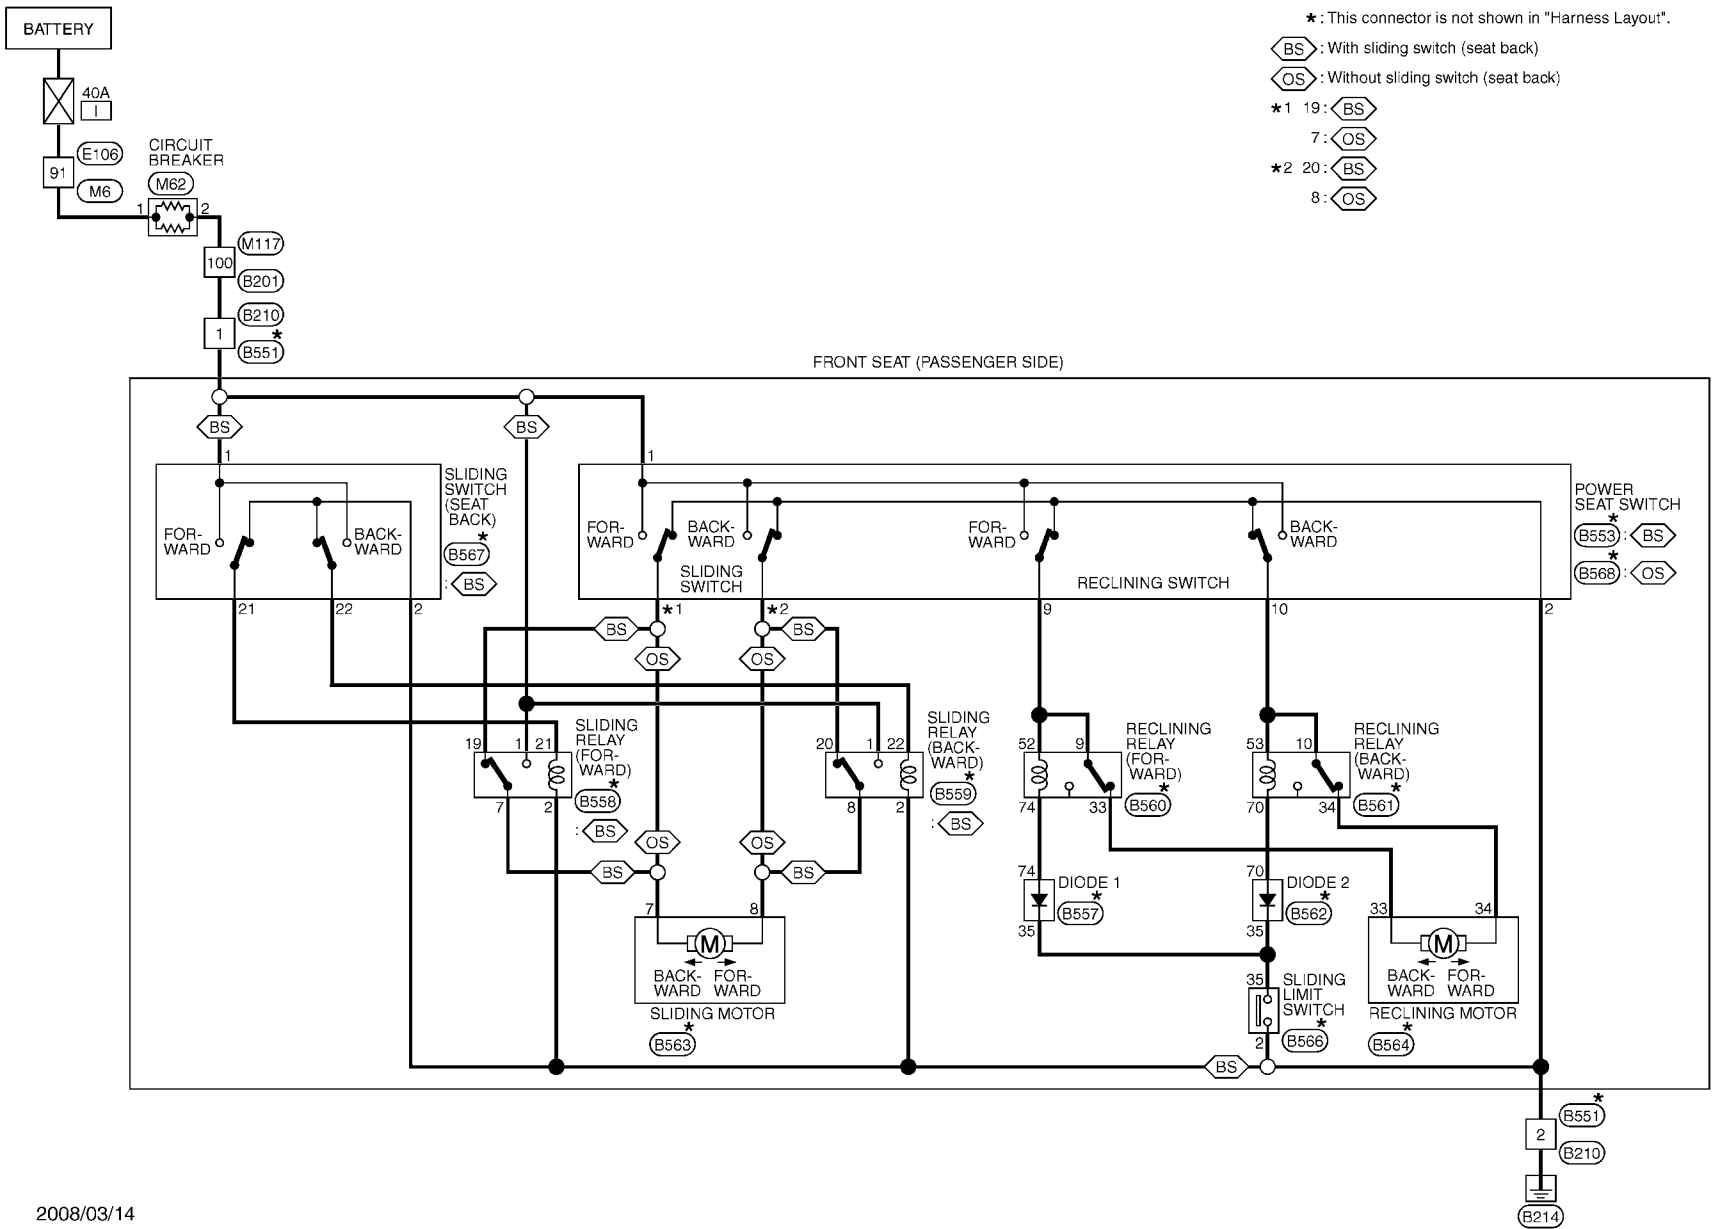 BATTERY
40A
I
91
E106
M6
CIRCUIT
BREAKER
M62
1
2
M117
100
B201
B210
1
*
B551
* : This connector is not shown in "Harness Layout".
BS : With sliding switch (seat back)
OS : Without sliding switch (seat back)
*1 19: BS
7: OS
*2 20: BS
8: OS
FRONT SEAT (PASSENGER SIDE)
BS
BS
1
1
SLIDING
SWITCH
(SEAT
BACK)
*
B567
: BS
FOR-
WARD
BACK-
WARD
21
22
2
FOR-
WARD
BACK-
WARD
SLIDING
SWITCH
FOR-
WARD
BACK-
WARD
RECLINING SWITCH
POWER
SEAT SWITCH
*
B553 : BS
*
B568 : OS
*1
*2
9
10
2
BS
BS
OS
OS
19
1
21
SLIDING
RELAY
(FOR-
WARD)
*
B558
: BS
7
2
20
1
22
SLIDING
RELAY
(BACK-
WARD)
*
B559
: BS
8
2
52
9
RECLINING
RELAY
(FOR-
WARD)
*
B560
74
33
53
10
RECLINING
RELAY
(BACK-
WARD)
*
B561
70
34
OS
OS
BS
BS
74
DIODE 1
*
B557
35
70
DIODE 2
*
B562
35
7
8
M
BACK-
WARD
FOR-
WARD
SLIDING MOTOR
*
B563
35
SLIDING
LIMIT
SWITCH
*
B566
2
33
34
M
BACK-
WARD
FOR-
WARD
RECLINING MOTOR
*
B564
BS
*
B551
2
B210
B214
2008/03/14